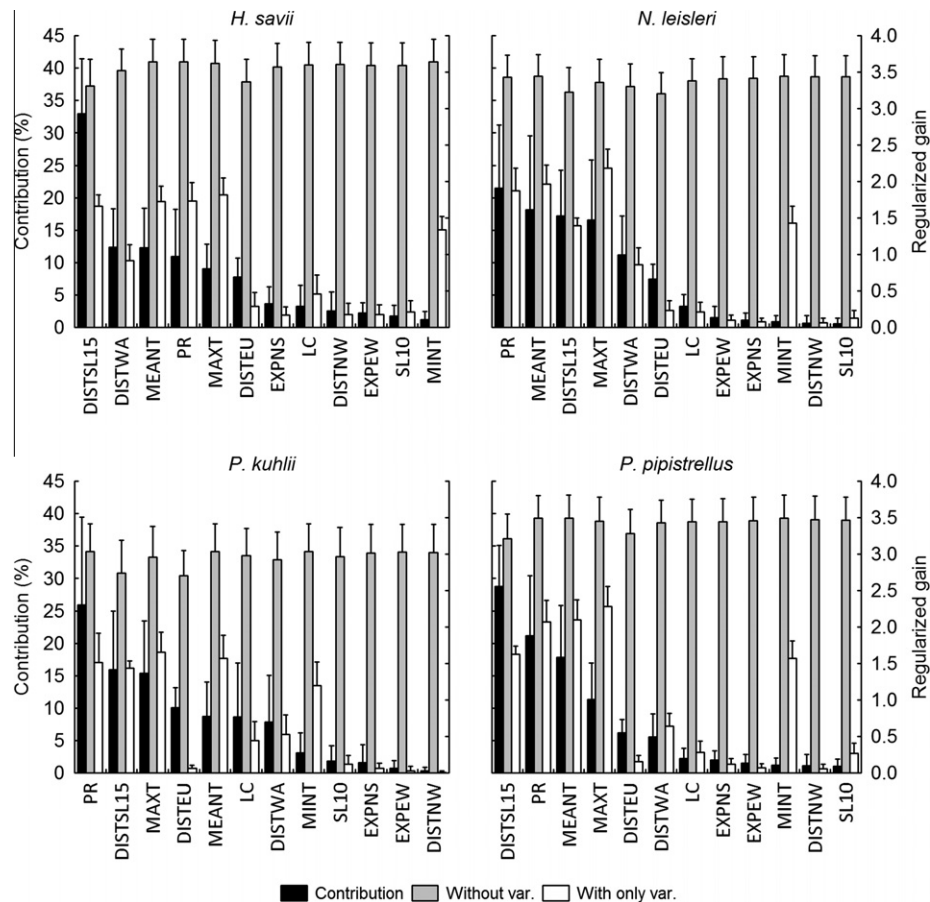 H. savii
N. leisleri
45
40
35
30
25
20
15
10
5
0
Contribution (%)
4.0
3.5
3.0
2.5
2.0
1.5
1.0
0.5
0.0
Regularized gain
DISTSL15
DISTWA
MEANT
PR
MAXT
DISTEU
EXPNS
LC
DISTNW
EXPEW
SL10
MINT
PR
MEANT
DISTSL15
MAXT
DISTWA
DISTEU
LC
EXPEW
EXPNS
MINT
DISTNW
SL10
P. kuhlii
P. pipistrellus
45
40
35
30
25
20
15
10
5
0
Contribution (%)
4.0
3.5
3.0
2.5
2.0
1.5
1.0
0.5
0.0
Regularized gain
PR
DISTSL15
MAXT
DISTEU
MEANT
LC
DISTWA
MINT
SL10
EXPNS
EXPEW
DISTNW
DISTSL15
PR
MEANT
MAXT
DISTEU
DISTWA
LC
EXPNS
EXPEW
MINT
DISTNW
SL10
Contribution
Without var.
With only var.